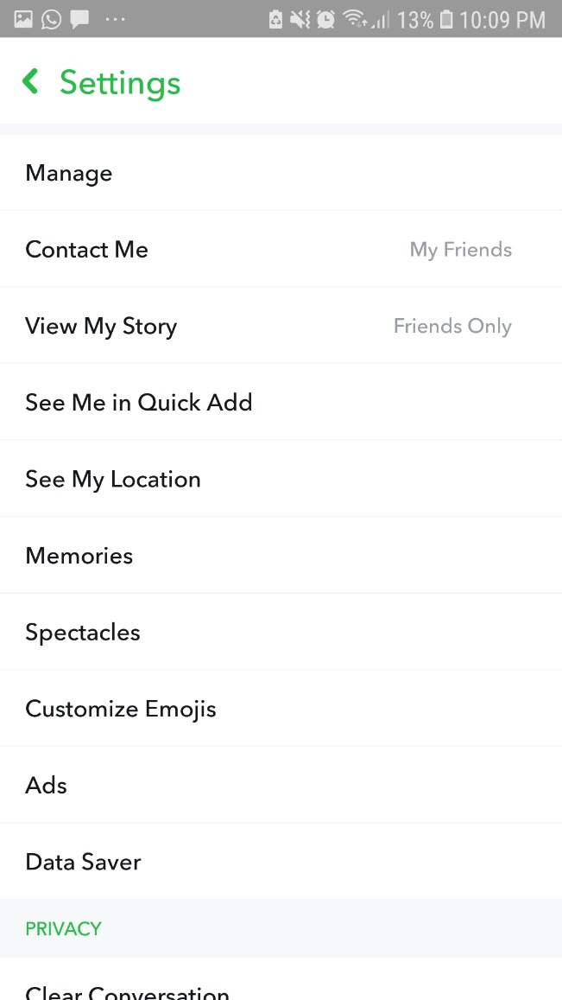 13% 10:09 PM
Settings
Manage
Contact Me My Friends
View My Story Friends Only
See Me in Quick Add
See My Location
Memories
Spectacles
Customize Emojis
Ads
Data Saver
PRIVACY
Clear Conversation